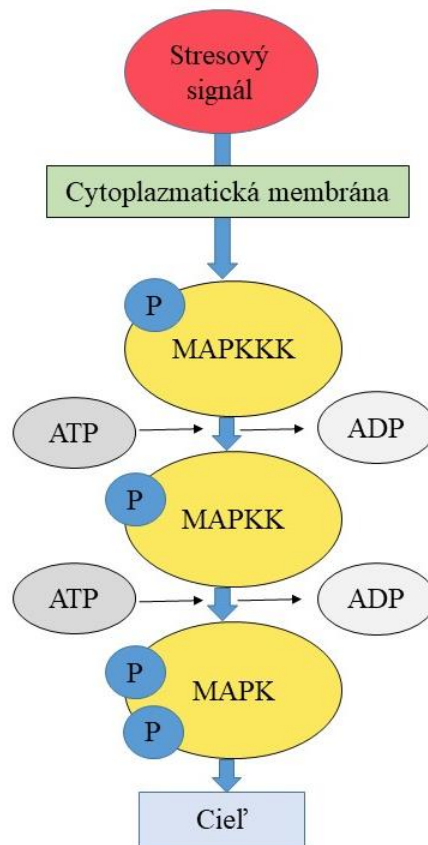 Stresový
signál
Cytoplazmatická membrána
P
MAPKKK
ATP
ADP
P
MAPKK
ATP
ADP
P
MAPK
P
Cieľ